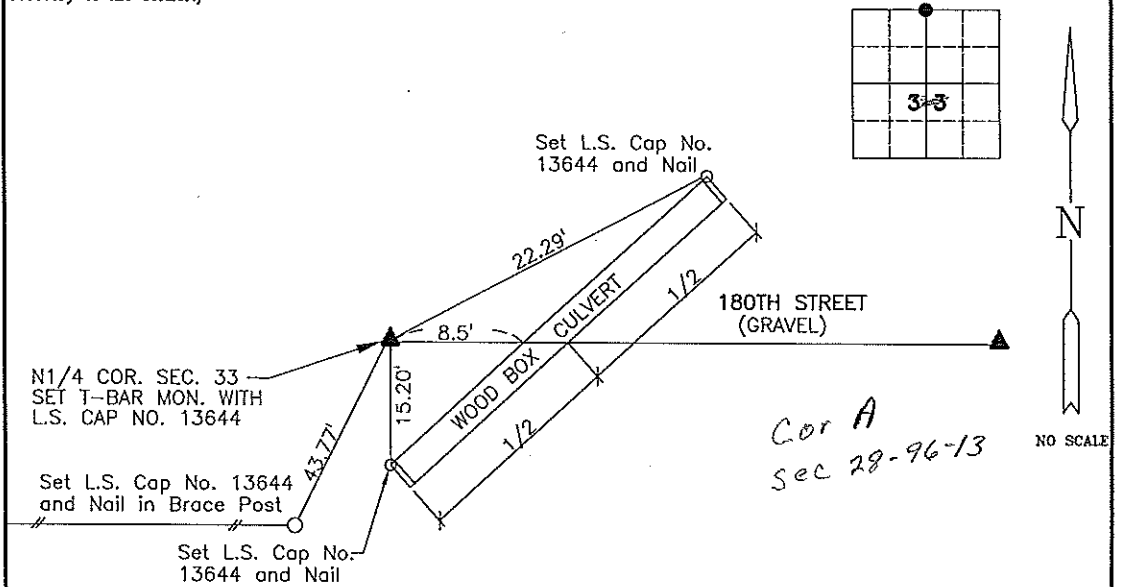 33
Set L.S. Cap No.
13644 and Nail
22.29'
1/2
180TH STREET
(GRAVEL)
N
8.5'
WOOD BOX CULVERT
N1/4 COR. SEC. 33
SET T-BAR MON. WITH
L.S. CAP NO. 13644
15.20'
1/2
Cor A
Sec 28-96-13
NO SCALE
43.77'
Set L.S. Cap No. 13644
and Nail in Brace Post
Set L.S. Cap No.
13644 and Nail